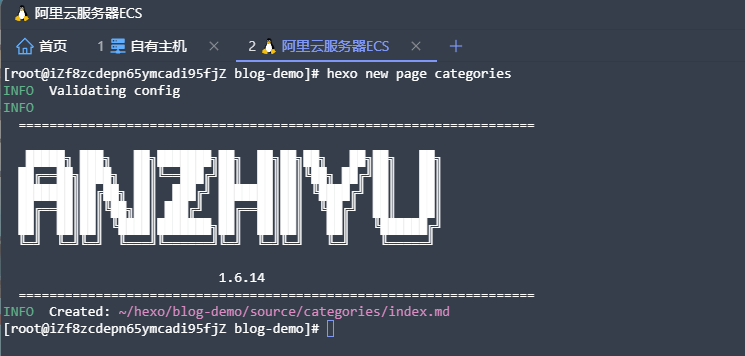 阿里云服务器ECS
首页 1 自有主机 2 阿里云服务器ECS
[root@iZf8zcdepn65ymcadi95fjZ blog-demo]# hexo new page categories
INFO  Validating config
INFO
===================================================================
ANZHIYU
1.6.14
===================================================================
INFO  Created: ~/hexo/blog-demo/source/categories/index.md
[root@iZf8zcdepn65ymcadi95fjZ blog-demo]#